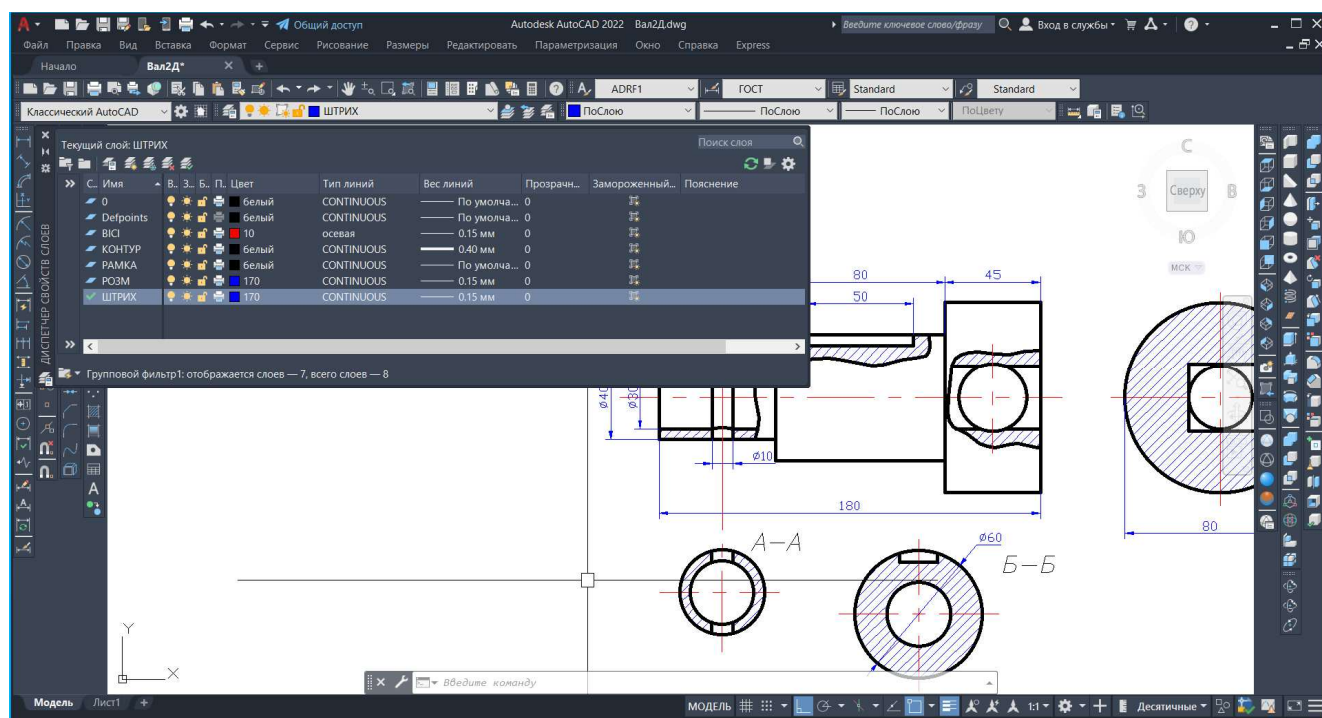 Общий доступ Autodesk AutoCAD 2022 Вал2Д.dwg Введите ключевое слово/фразу Вход в службы
Файл Правка Вид Вставка Формат Сервис Рисование Размеры Редактировать Параметризация Окно Справка Express
Начало Вал2Д* +
ADRF1 ГОСТ Standard Standard
Классический AutoCAD ШТРИХ ПоСлою ПоСлою ПоСлою ПоЦвету
Текущий слой: ШТРИХ Поиск слоя
С.. Имя В.. З.. Б.. П.. Цвет Тип линий Вес линий Прозрачн... Замороженный... Пояснение
0 белый CONTINUOUS По умолча... 0
Defpoints белый CONTINUOUS По умолча... 0
ВІСІ 10 осевая 0.15 мм 0
КОНТУР белый CONTINUOUS 0.40 мм 0
РАМКА белый CONTINUOUS По умолча... 0
РОЗМ 170 CONTINUOUS 0.15 мм 0
ШТРИХ 170 CONTINUOUS 0.15 мм 0
Групповой фильтр1: отображается слоев — 7, всего слоев — 8
ДИСПЕТЧЕР СВОЙСТВ СЛОЕВ
С
З Сверху В
Ю
МСК
80 45
50
ø40 ø30
ø10
180
80
А–А
ø60
Б–Б
Y
X
Введите команду
Модель Лист1 + МОДЕЛЬ 1:1 Десятичные